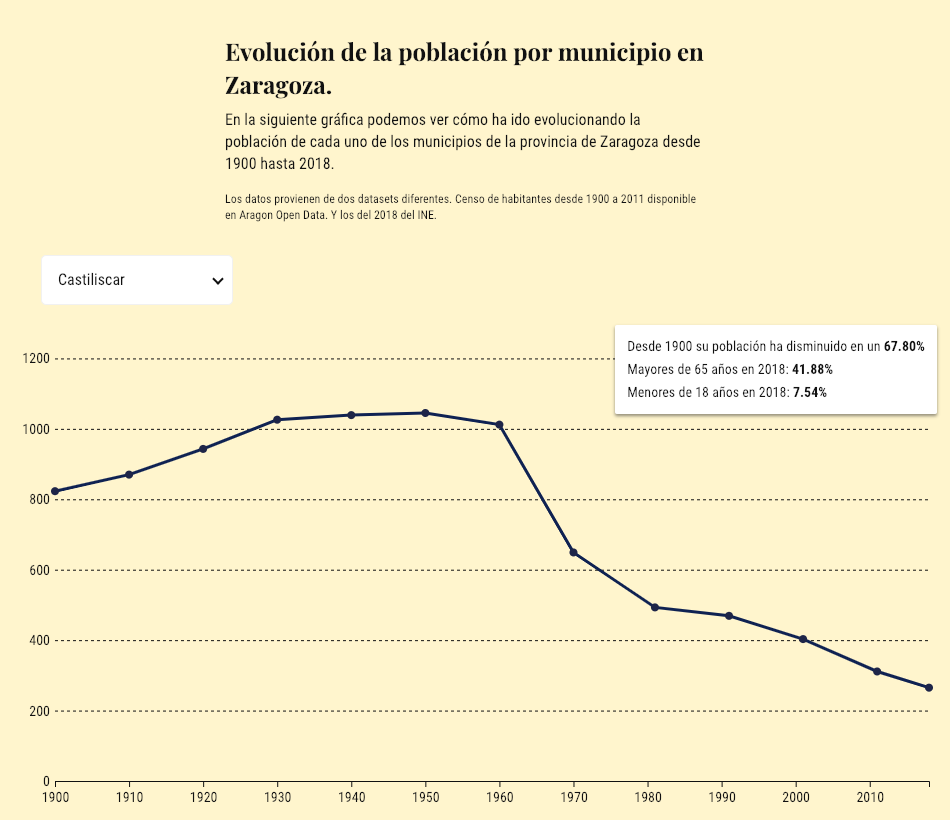 Evolución de la población por municipio en
Zaragoza.
En la siguiente gráfica podemos ver cómo ha ido evolucionando la
población de cada uno de los municipios de la provincia de Zaragoza desde
1900 hasta 2018.
Los datos provienen de dos datasets diferentes. Censo de habitantes desde 1900 a 2011 disponible
en Aragon Open Data. Y los del 2018 del INE.
Castiliscar
Desde 1900 su población ha disminuido en un 67.80%
Mayores de 65 años en 2018: 41.88%
Menores de 18 años en 2018: 7.54%
1200
1000
800
600
400
200
0
1900 1910 1920 1930 1940 1950 1960 1970 1980 1990 2000 2010